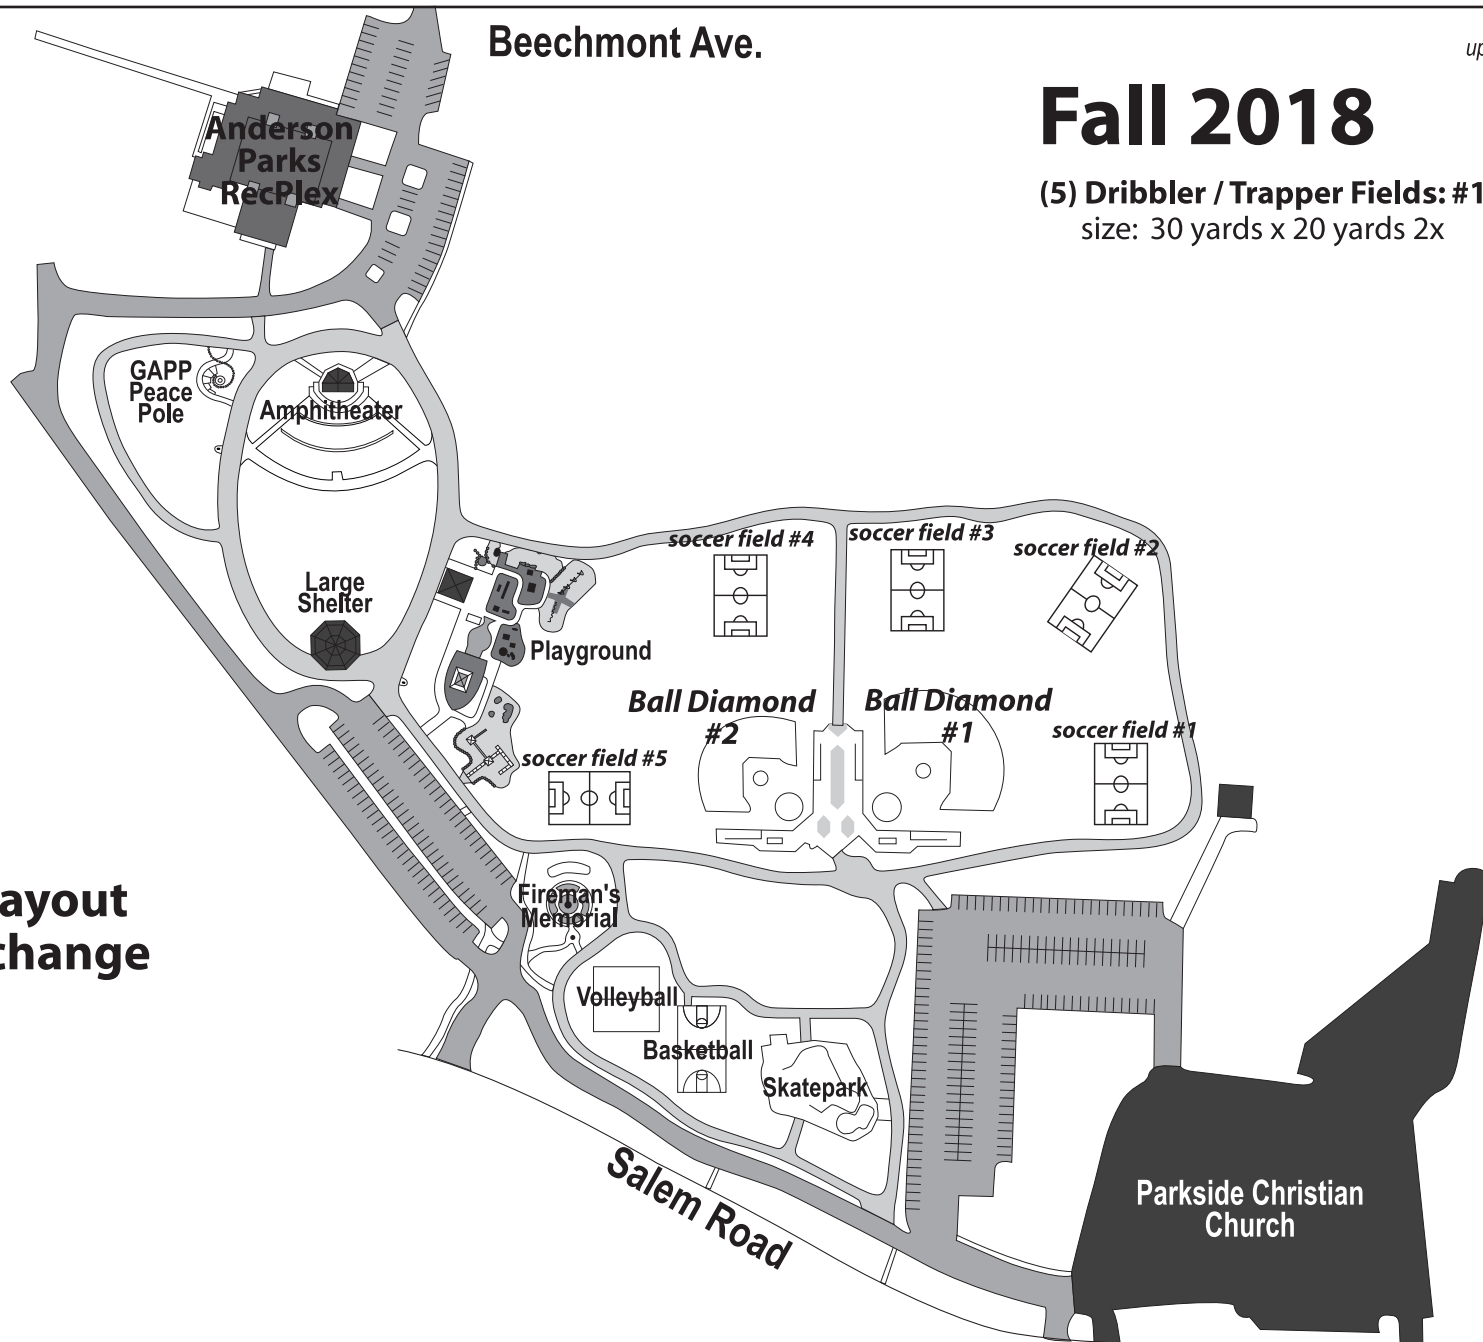 Beechmont Ave.
up
Fall 2018
(5) Dribbler / Trapper Fields: #1
size: 30 yards x 20 yards 2x
Anderson
Parks
RecPlex
GAPP
Peace
Pole
Amphitheater
Large
Shelter
soccer field #4
soccer field #3
soccer field #2
Playground
Ball Diamond
#2
Ball Diamond
#1
soccer field #1
soccer field #5
ayout
change
Fireman's
Memorial
Volleyball
Basketball
Skatepark
Salem Road
Parkside Christian
Church